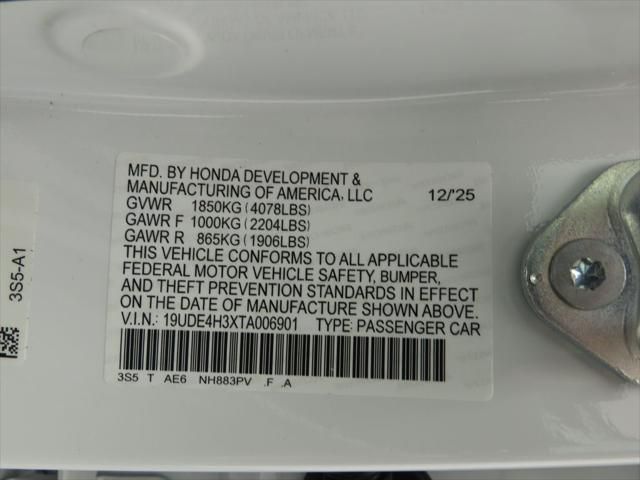 MFD. BY HONDA DEVELOPMENT &
MANUFACTURING OF AMERICA, LLC 12/25
GVWR 1850KG (4078LBS)
GAWR F 1000KG (2204LBS)
GAWR R 865KG (1906LBS)
THIS VEHICLE CONFORMS TO ALL APPLICABLE
FEDERAL MOTOR VEHICLE SAFETY, BUMPER,
AND THEFT PREVENTION STANDARDS IN EFFECT
ON THE DATE OF MANUFACTURE SHOWN ABOVE.
V.I.N.: 19UDE4H3XTA006901 TYPE: PASSENGER CAR
3S5 T AE6 NH883PV .F .A
3S5-A1